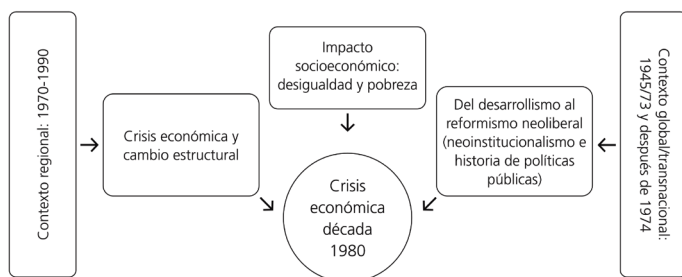 Contexto regional: 1970-1990
Crisis económica y
cambio estructural
Impacto
socioeconómico:
desigualdad y pobreza
Crisis
económica
década
1980
Del desarrollismo al
reformismo neoliberal
(neoinstitucionalismo e
historia de políticas
públicas)
Contexto global/transnacional:
1945/73 y después de 1974